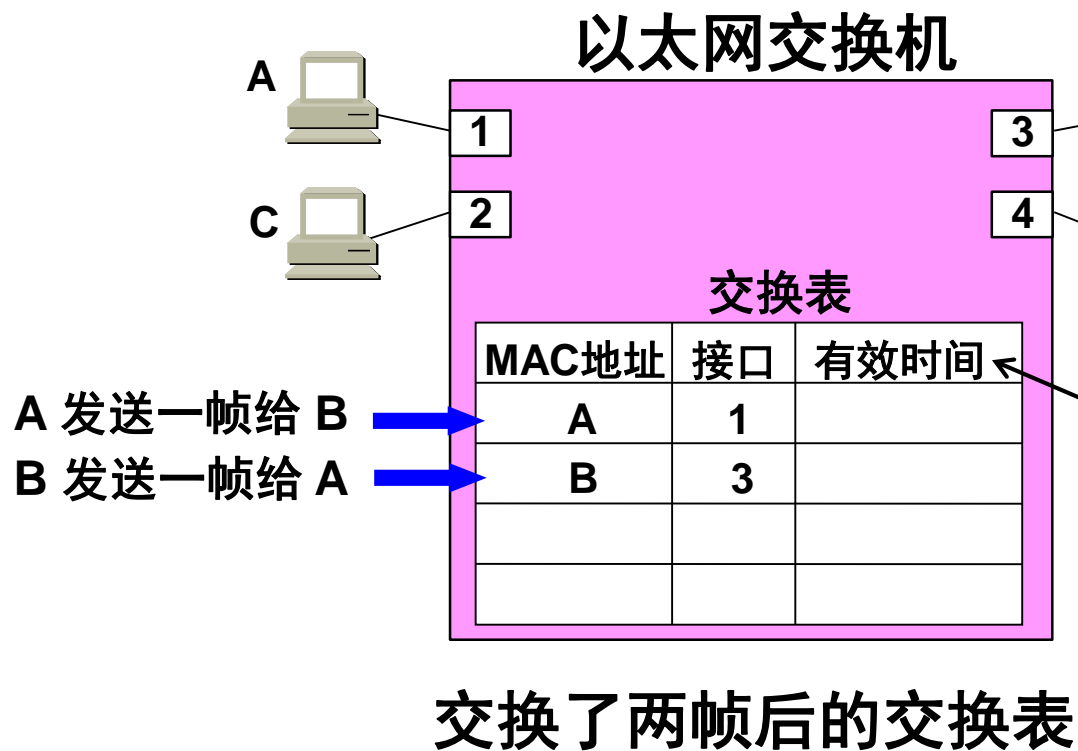 以太网交换机
A
1
3
C
2
4
交换表
MAC地址 接口 有效时间
A 发送一帧给 B
A 1
B 发送一帧给 A
B 3
交换了两帧后的交换表